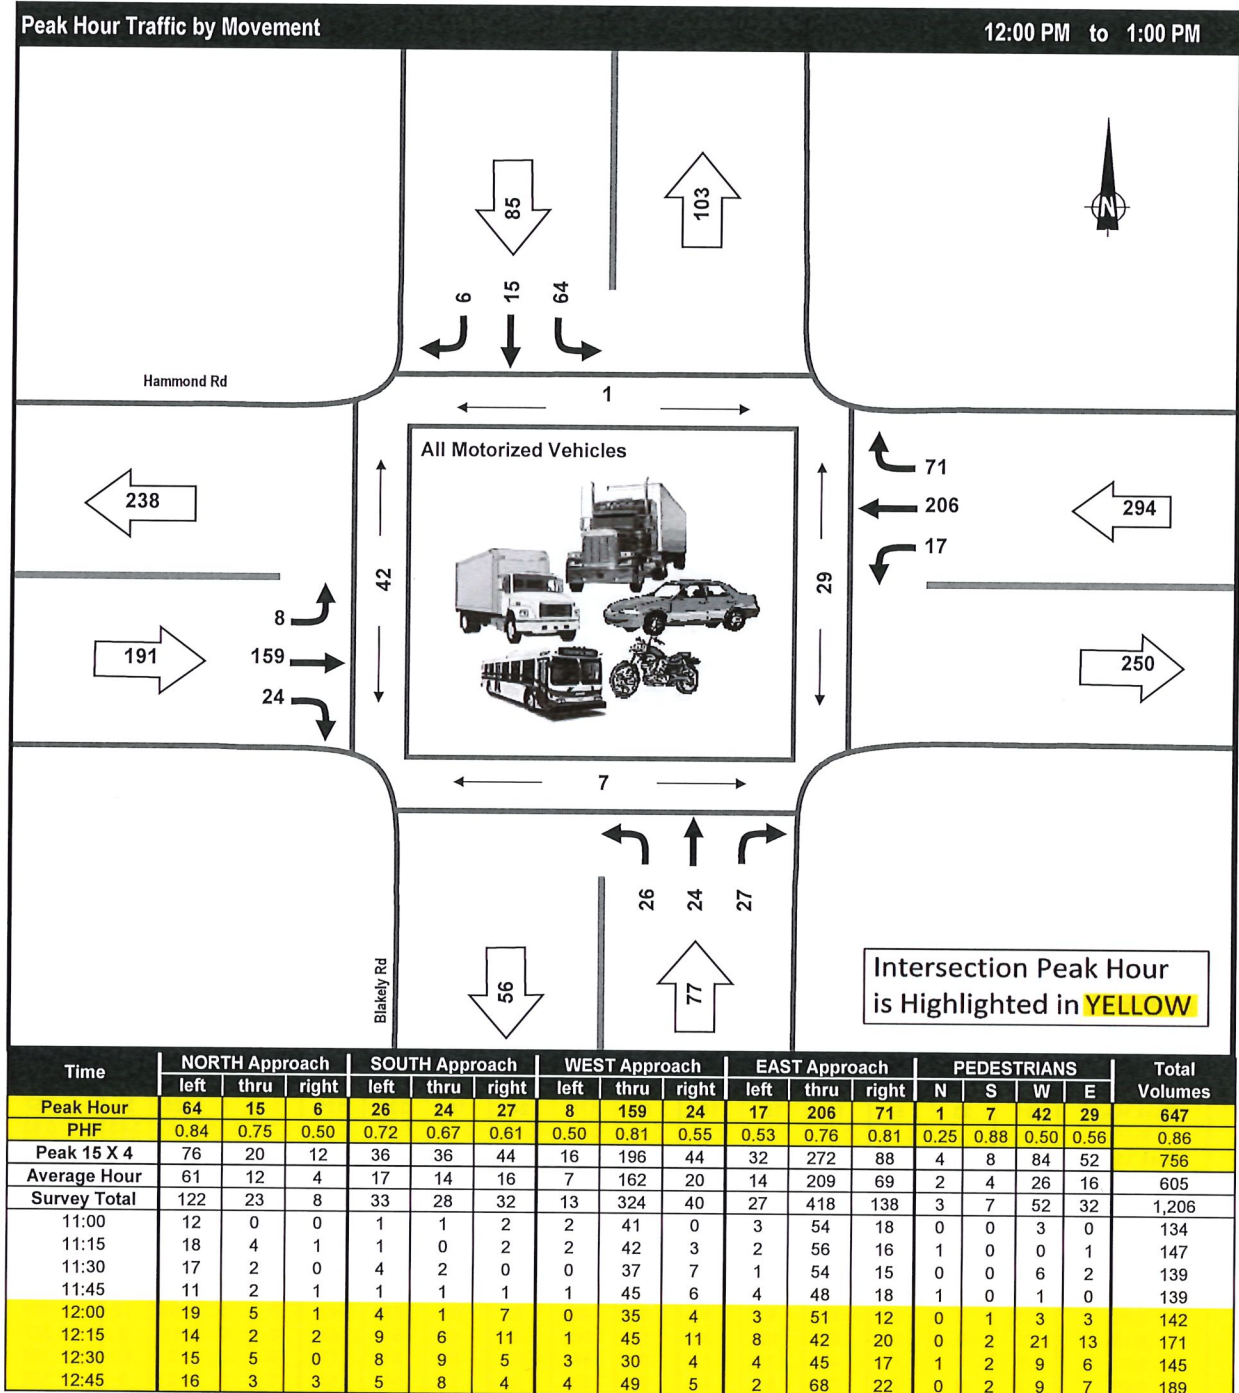 Peak Hour Traffic by Movement 12:00 PM to 1:00 PM
85
103
N
6 15 64
Hammond Rd
1
All Motorized Vehicles
71
238
206
294
17
42
29
8
191
159
250
24
7
26 24 27
Blakely Rd
56
77
Intersection Peak Hour
is Highlighted in YELLOW
Time NORTH Approach SOUTH Approach WEST Approach EAST Approach PEDESTRIANS Total
left thru right left thru right left thru right left thru right N S W E Volumes
Peak Hour 64 15 6 26 24 27 8 159 24 17 206 71 1 7 42 29 647
PHF 0.84 0.75 0.50 0.72 0.67 0.61 0.50 0.81 0.55 0.53 0.76 0.81 0.25 0.88 0.50 0.56 0.86
Peak 15 X 4 76 20 12 36 36 44 16 196 44 32 272 88 4 8 84 52 756
Average Hour 61 12 4 17 14 16 7 162 20 14 209 69 2 4 26 16 605
Survey Total 122 23 8 33 28 32 13 324 40 27 418 138 3 7 52 32 1,206
11:00 12 0 0 1 1 2 2 41 0 3 54 18 0 0 3 0 134
11:15 18 4 1 1 0 2 2 42 3 2 56 16 1 0 0 1 147
11:30 17 2 0 4 2 0 0 37 7 1 54 15 0 0 6 2 139
11:45 11 2 1 1 1 1 1 45 6 4 48 18 1 0 1 0 139
12:00 19 5 1 4 1 7 0 35 4 3 51 12 0 1 3 3 142
12:15 14 2 2 9 6 11 1 45 11 8 42 20 0 2 21 13 171
12:30 15 5 0 8 9 5 3 30 4 4 45 17 1 2 9 6 145
12:45 16 3 3 5 8 4 4 49 5 2 68 22 0 2 9 7 189